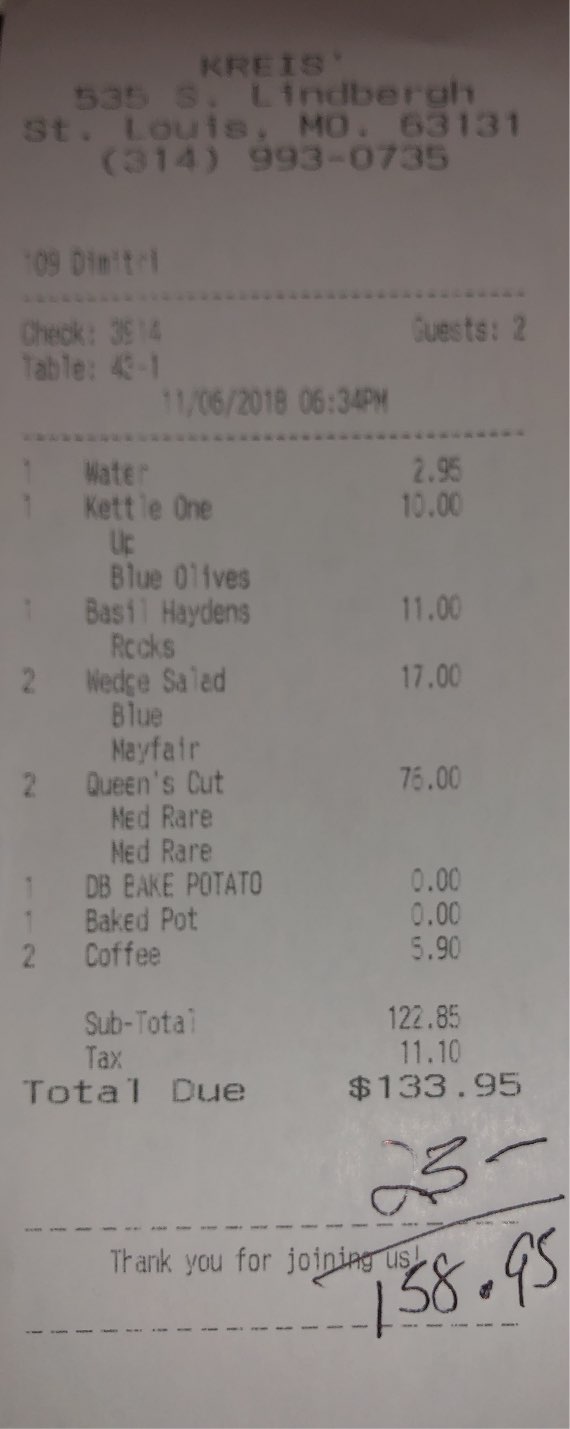 KREIS'
535 S. Lindbergh
St. Louis, MO. 63131
(314) 993-0735
109 Dimitri
Check: 3914 Guests: 2
Table: 43-1
11/06/2018 06:34PM
1 Water 2.95
1 Kettle One 10.00
Up
Blue Olives
1 Basil Haydens 11.00
Rocks
2 Wedge Salad 17.00
Blue
Mayfair
2 Queen's Cut 76.00
Med Rare
Med Rare
1 DB BAKE POTATO 0.00
1 Baked Pot 0.00
2 Coffee 5.90
Sub-Total 122.85
Tax 11.10
Total Due $133.95
25 —
Thank you for joining us!
158.95